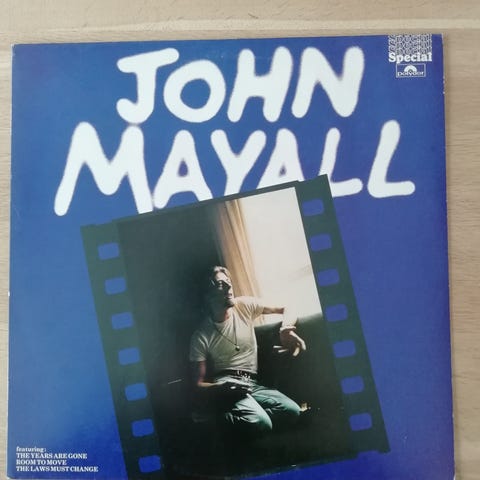 Special
polydor
JOHN
MAYALL
featuring:
THE YEARS ARE GONE
ROOM TO MOVE
THE LAWS MUST CHANGE